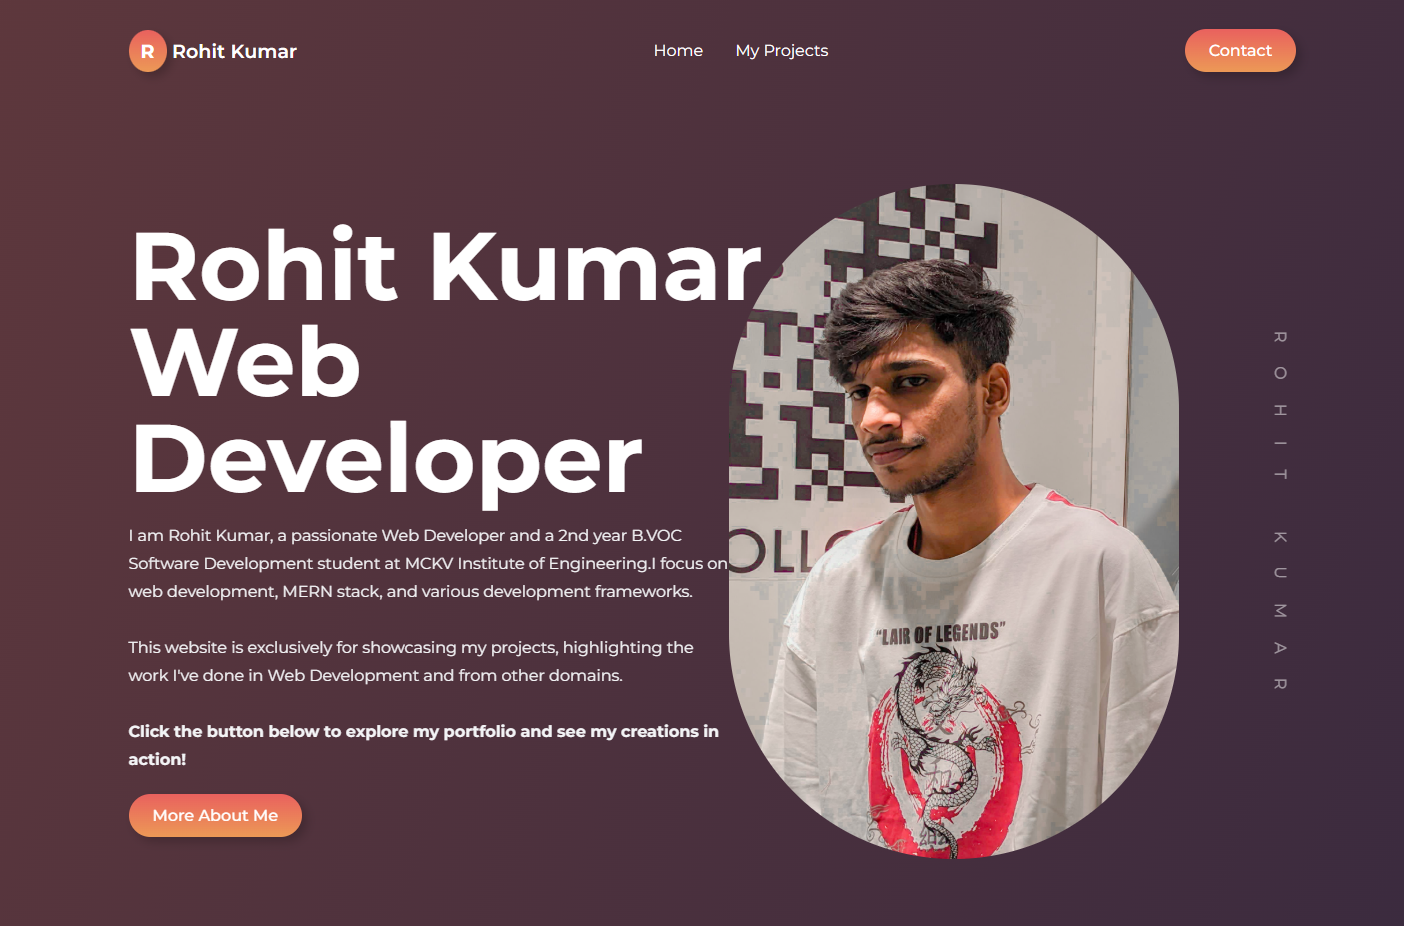 R Rohit Kumar
Home My Projects
Contact
Rohit Kumar
Web
Developer
I am Rohit Kumar, a passionate Web Developer and a 2nd year B.VOC
Software Development student at MCKV Institute of Engineering.I focus on
web development, MERN stack, and various development frameworks.
This website is exclusively for showcasing my projects, highlighting the
work I've done in Web Development and from other domains.
Click the button below to explore my portfolio and see my creations in
action!
More About Me
"LAIR OF LEGENDS"
ROHIT KUMAR